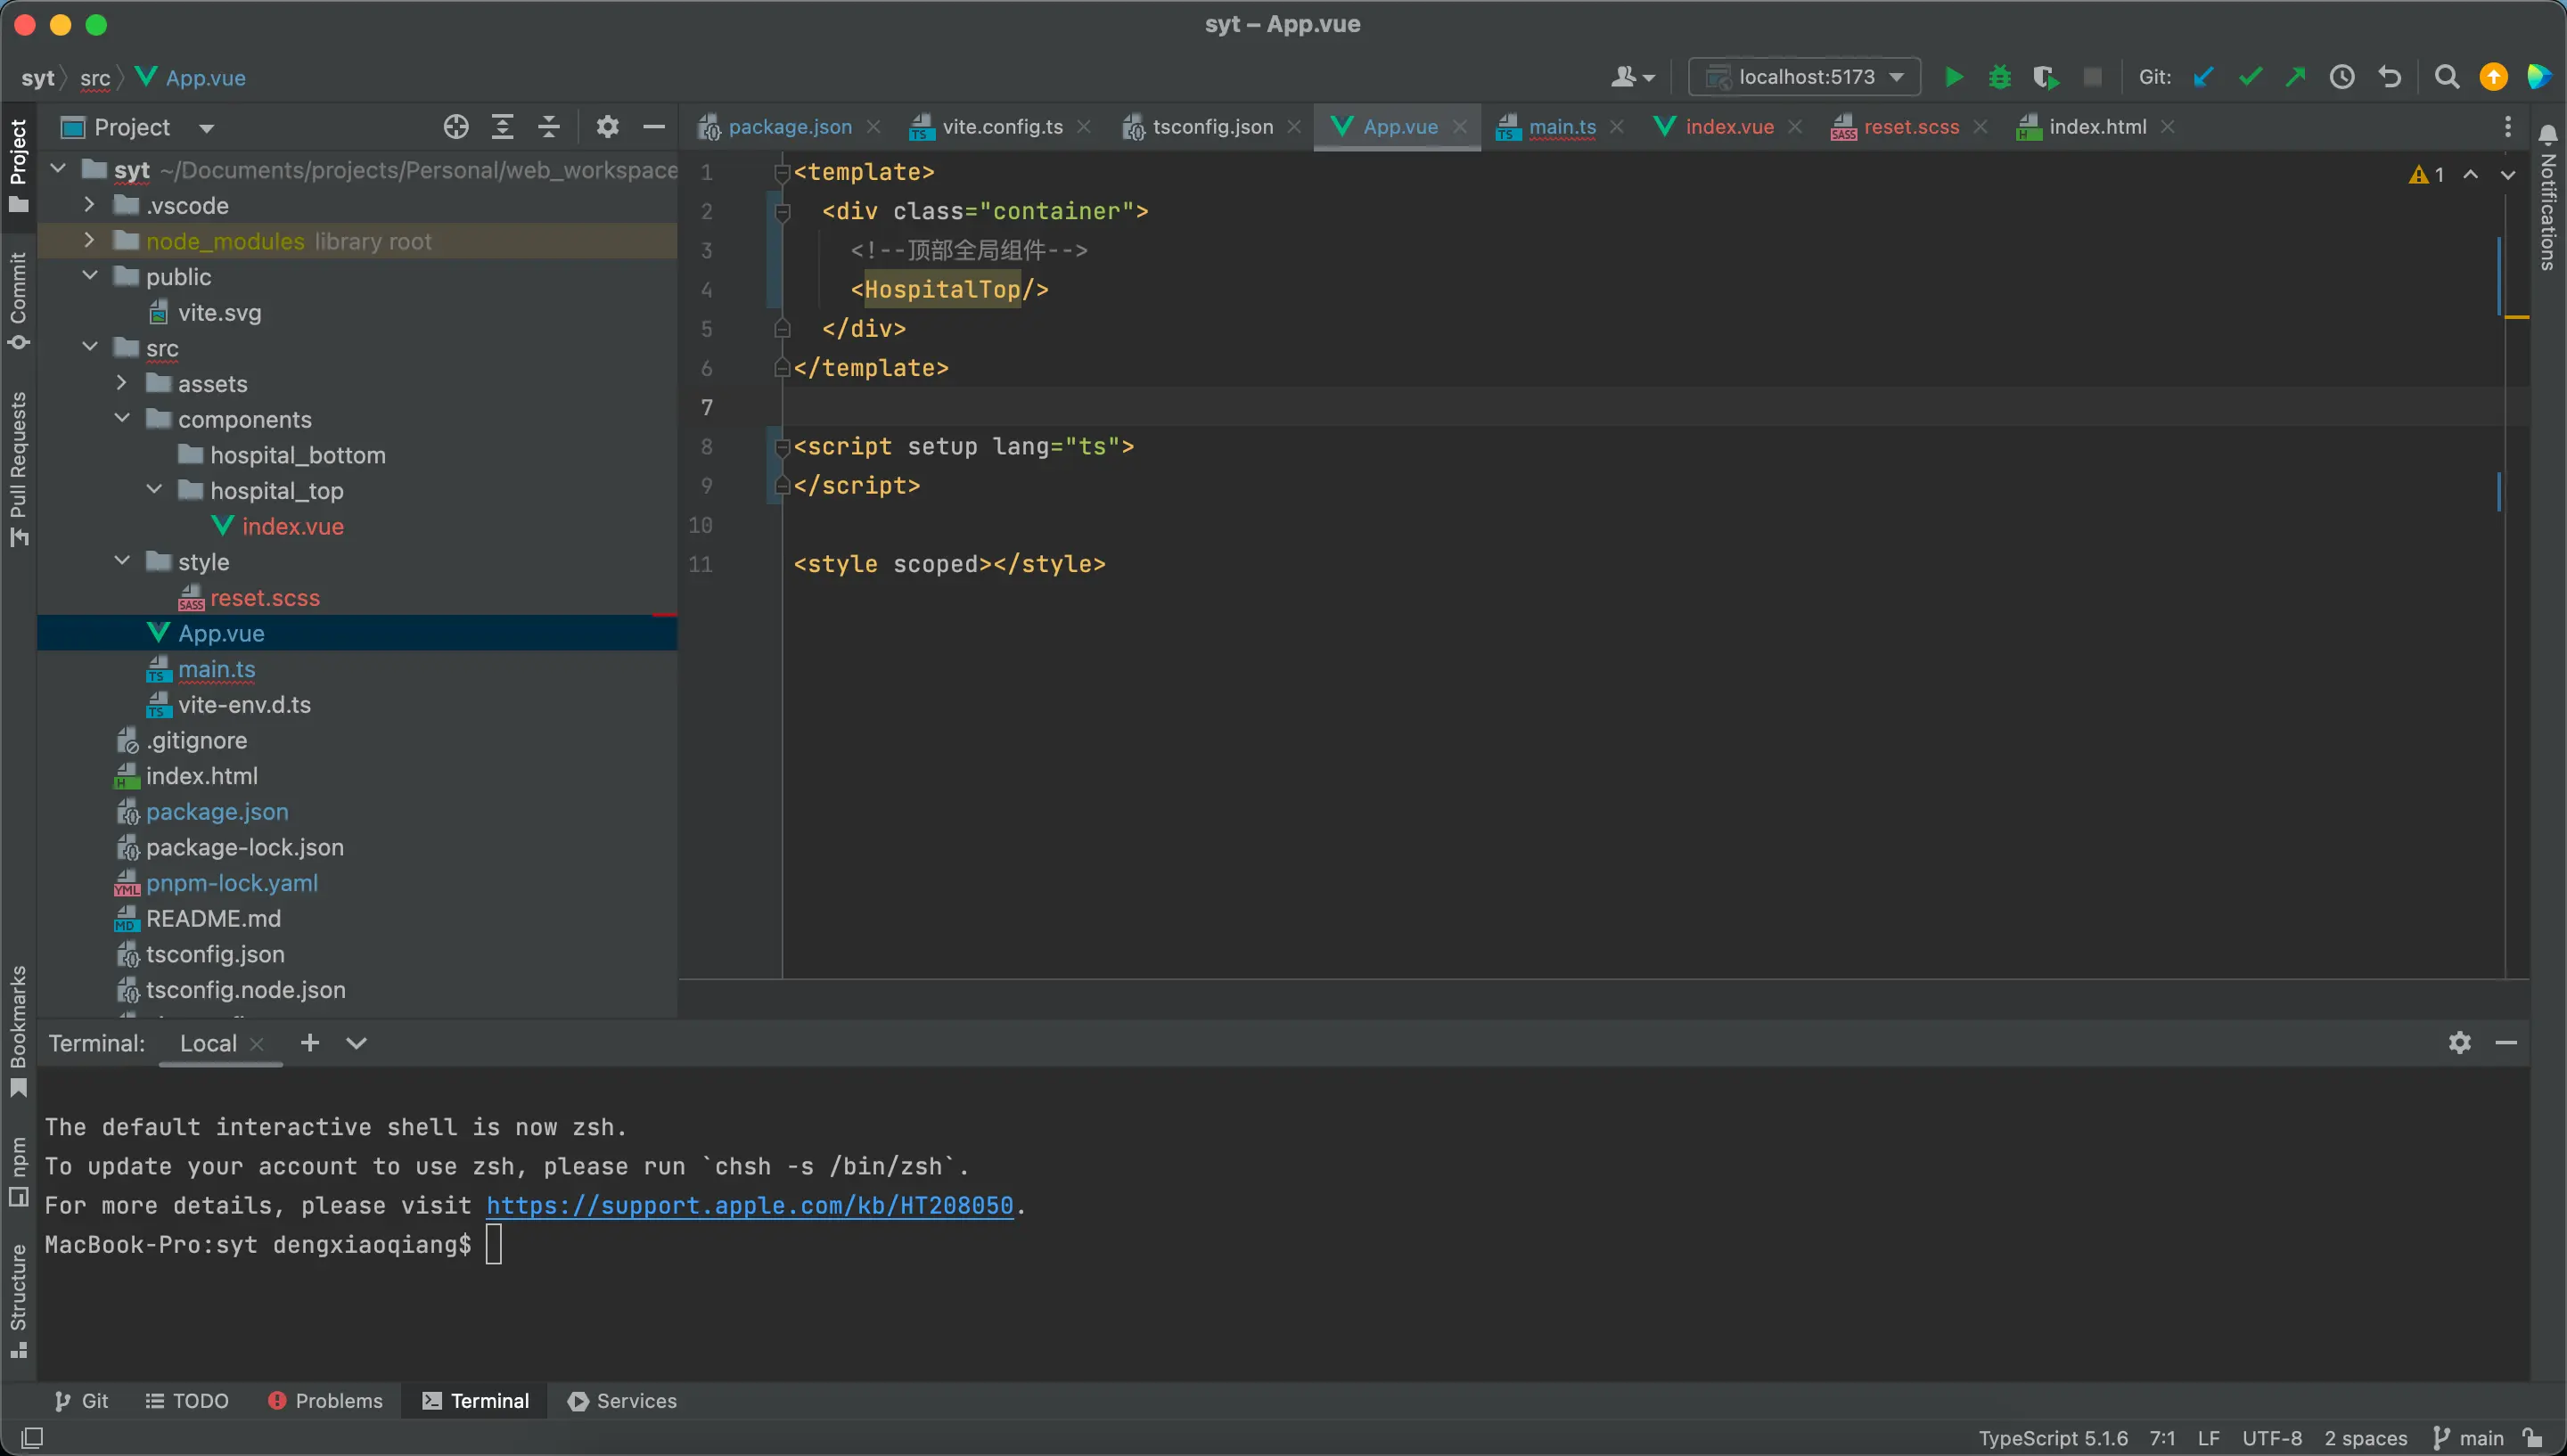 syt – App.vue
syt src App.vue
localhost:5173
Git:
Project
package.json
vite.config.ts
tsconfig.json
App.vue
main.ts
index.vue
reset.scss
index.html
Project
Commit
Pull Requests
Bookmarks
npm
Structure
Notifications
syt ~/Documents/projects/Personal/web_workspace
.vscode
node_modules library root
public
vite.svg
src
assets
components
hospital_bottom
hospital_top
index.vue
style
reset.scss
App.vue
main.ts
vite-env.d.ts
.gitignore
index.html
package.json
package-lock.json
pnpm-lock.yaml
README.md
tsconfig.json
tsconfig.node.json
1 <template>
2 <div class="container">
3 <!--顶部全局组件-->
4 <HospitalTop/>
5 </div>
6 </template>
7
8 <script setup lang="ts">
9 </script>
10
11 <style scoped></style>
1
Terminal: Local
The default interactive shell is now zsh.
To update your account to use zsh, please run `chsh -s /bin/zsh`.
For more details, please visit https://support.apple.com/kb/HT208050.
MacBook-Pro:syt dengxiaoqiang$
Git TODO Problems Terminal Services
TypeScript 5.1.6 7:1 LF UTF-8 2 spaces main